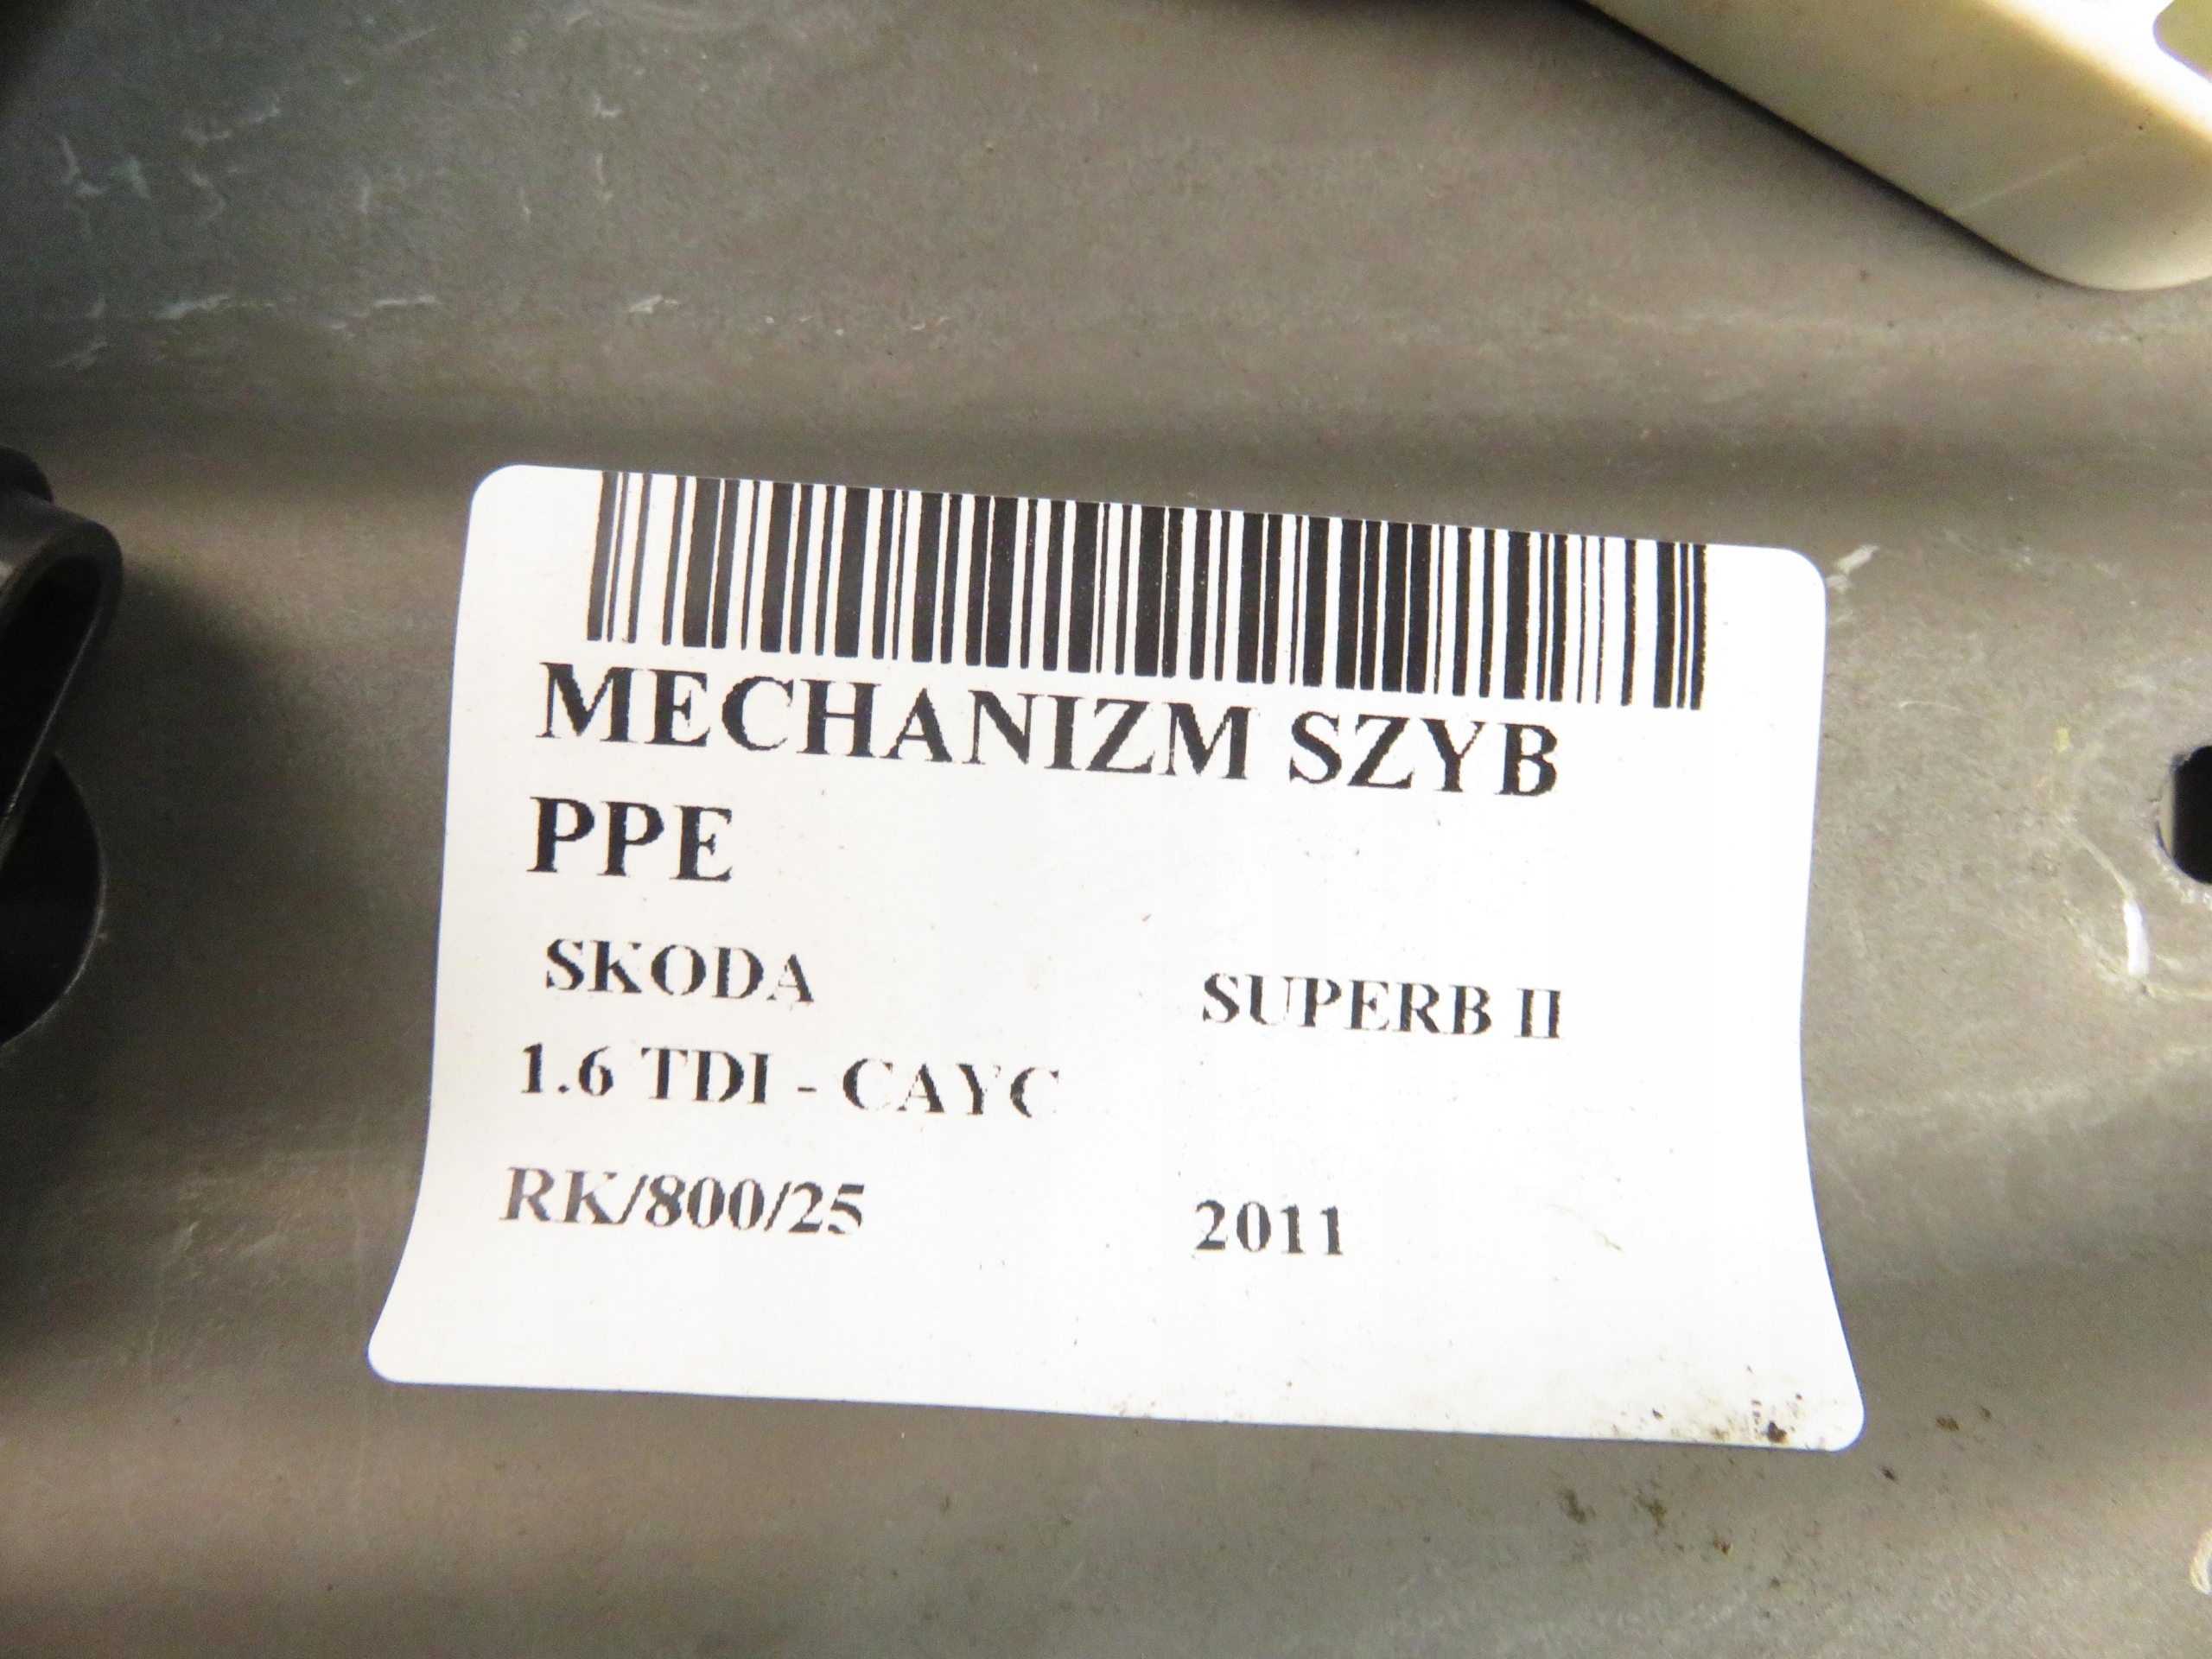 MECHANIZM SZYB
PPE
SKODA SUPERB II
1.6 TDI - CAYC
RK/800/25 2011